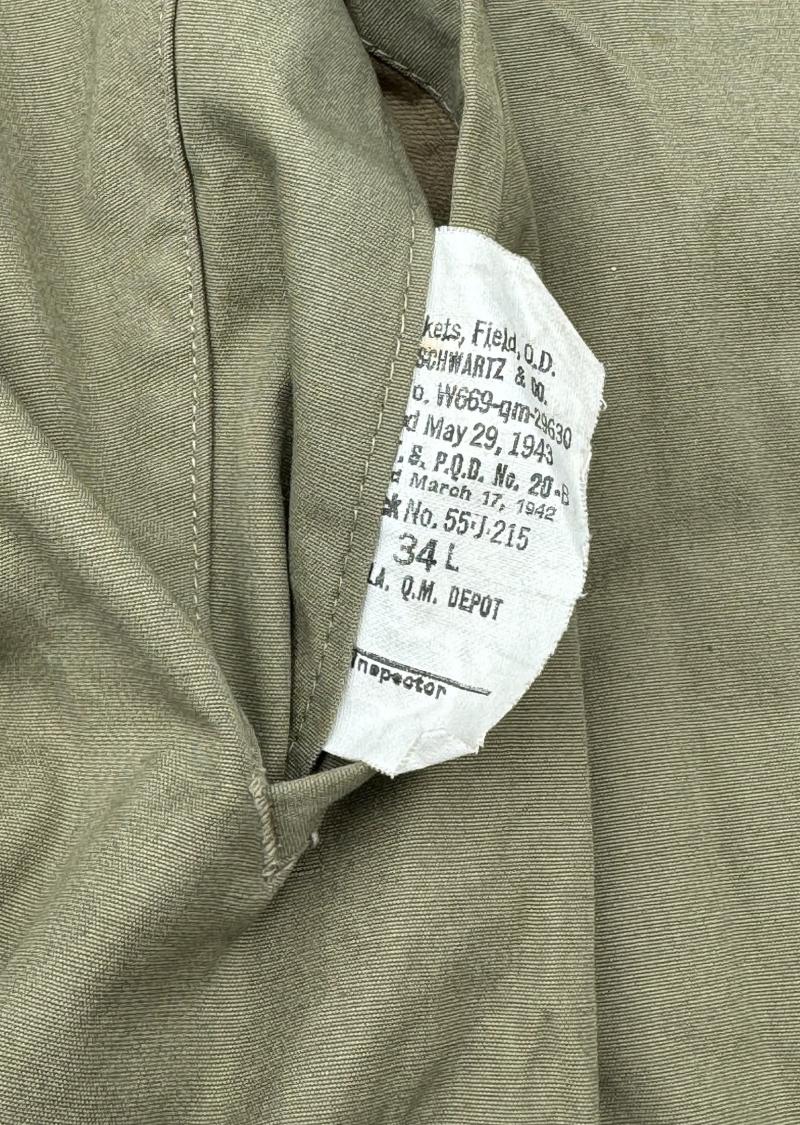 kets, Field, O.D.
SCHWARTZ & CO.
o. W669-qm-29630
d May 29, 1943
. & P.Q.D. No. 20-B
d March 17, 1942
ck No. 55-J-215
34 L
LA. Q.M. DEPOT
Inspector